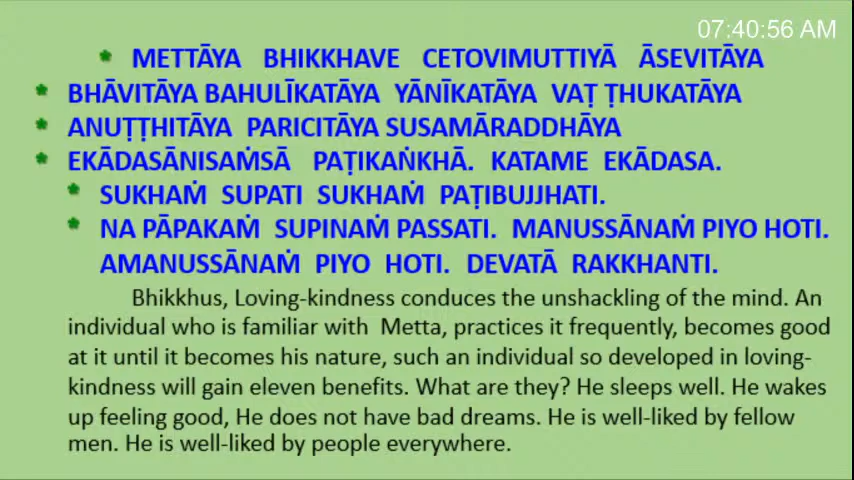 07:40:56 AM
METTĀYA BHIKKHAVE CETOVIMUTTIYĀ ĀSEVITĀYA
BHĀVITĀYA BAHULĪKATĀYA YĀNĪKATĀYA VAṬ ṬHUKATĀYA
ANUṬṬHITĀYA PARICITĀYA SUSAMĀRADDHĀYA
EKĀDASĀNISAṀSĀ PAṬIKAṄKHĀ. KATAME EKĀDASA.
SUKHAṀ SUPATI SUKHAṀ PAṬIBUJJHATI.
NA PĀPAKAṀ SUPINAṀ PASSATI. MANUSSĀNAṀ PIYO HOTI.
AMANUSSĀNAṀ PIYO HOTI. DEVATĀ RAKKHANTI.
Bhikkhus, Loving-kindness conduces the unshackling of the mind. An
individual who is familiar with Metta, practices it frequently, becomes good
at it until it becomes his nature, such an individual so developed in loving-
kindness will gain eleven benefits. What are they? He sleeps well. He wakes
up feeling good, He does not have bad dreams. He is well-liked by fellow
men. He is well-liked by people everywhere.